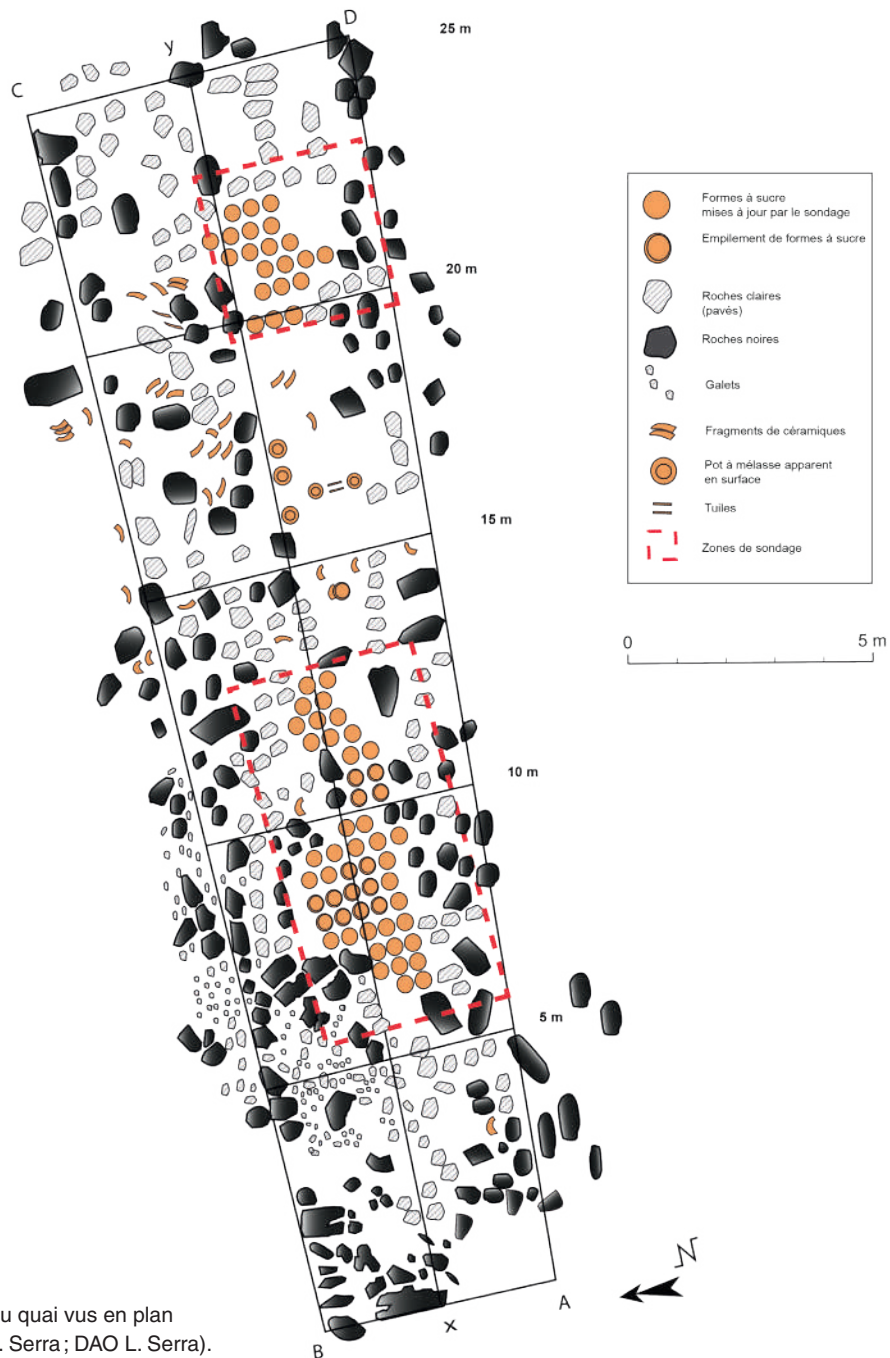 D
25 m
y
C
20 m
15 m
10 m
5 m
A
x
B
N
Formes à sucre
mises à jour par le sondage
Empilement de formes à sucre
Roches claires
(pavés)
Roches noires
Galets
Fragments de céramiques
Pot à mélasse apparent
en surface
Tuiles
Zones de sondage
0
5 m
u quai vus en plan
. Serra ; DAO L. Serra).